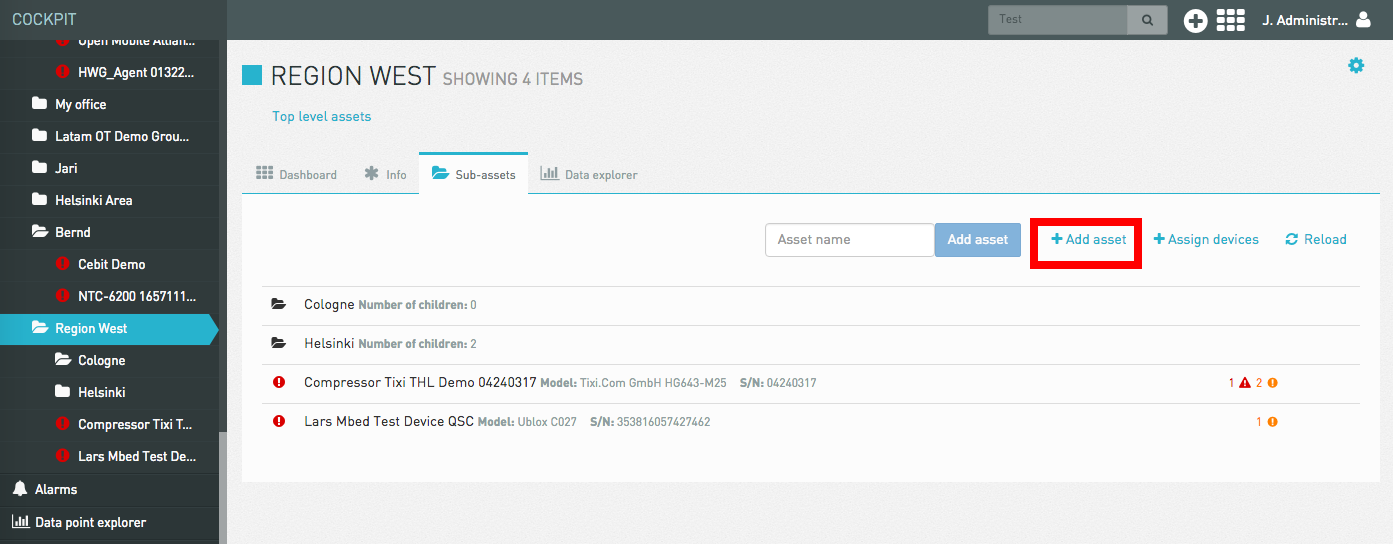 COCKPIT
Test
J. Administr...
Open Mobile Allian...
HWG_Agent 01322...
My office
Latam OT Demo Grou...
Jari
Helsinki Area
Bernd
Cebit Demo
NTC-6200 1657111...
Region West
Cologne
Helsinki
Compressor Tixi T...
Lars Mbed Test De...
Alarms
Data point explorer
REGION WEST SHOWING 4 ITEMS
Top level assets
Dashboard Info Sub-assets Data explorer
Asset name Add asset Add asset Assign devices Reload
Cologne Number of children: 0
Helsinki Number of children: 2
Compressor Tixi THL Demo 04240317 Model: Tixi.Com GmbH HG643-M25 S/N: 04240317 1 2
Lars Mbed Test Device QSC Model: Ublox C027 S/N: 353816057427462 1